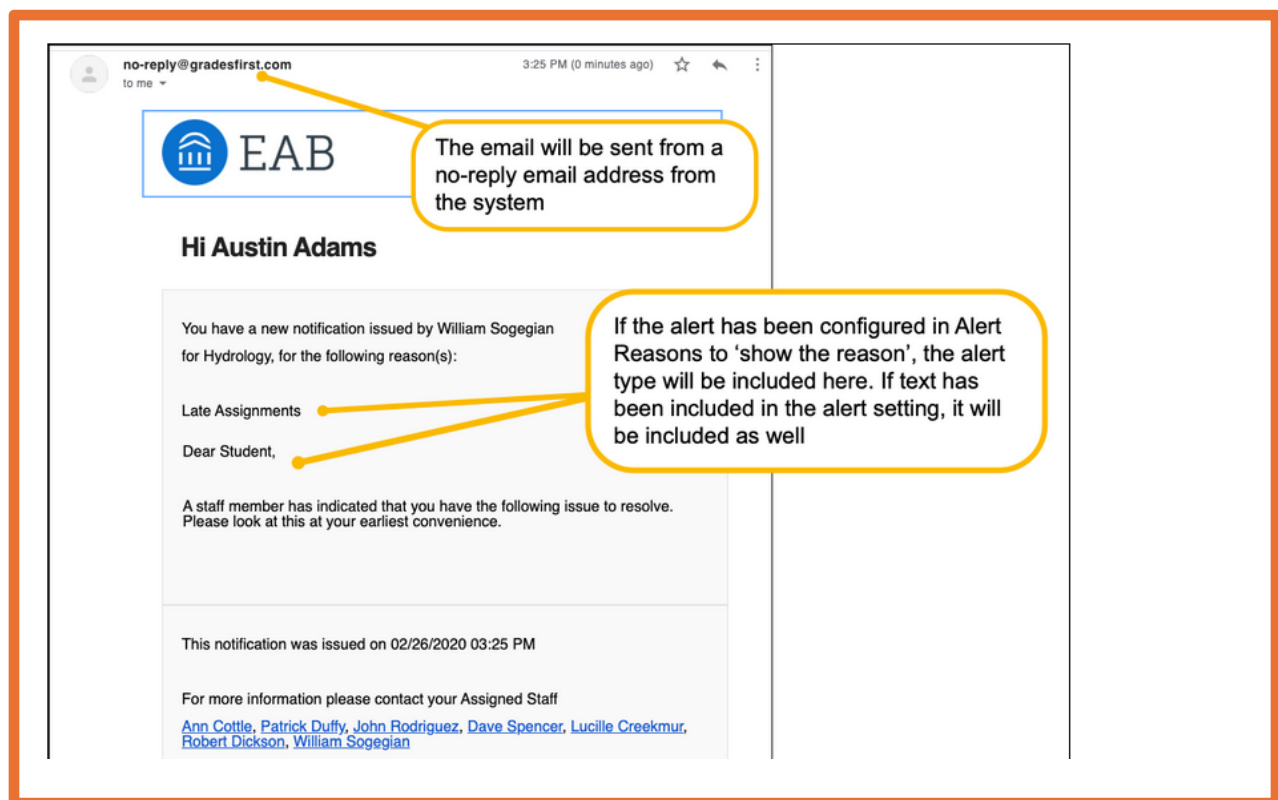 no-reply@gradesfirst.com
3:25 PM (0 minutes ago)
to me
EAB
The email will be sent from a
no-reply email address from
the system
Hi Austin Adams
You have a new notification issued by William Sogegian
for Hydrology, for the following reason(s):
If the alert has been configured in Alert
Reasons to ‘show the reason’, the alert
type will be included here. If text has
been included in the alert setting, it will
be included as well
Late Assignments
Dear Student,
A staff member has indicated that you have the following issue to resolve.
Please look at this at your earliest convenience.
This notification was issued on 02/26/2020 03:25 PM
For more information please contact your Assigned Staff
Ann Cottle, Patrick Duffy, John Rodriguez, Dave Spencer, Lucille Creekmur,
Robert Dickson, William Sogegian